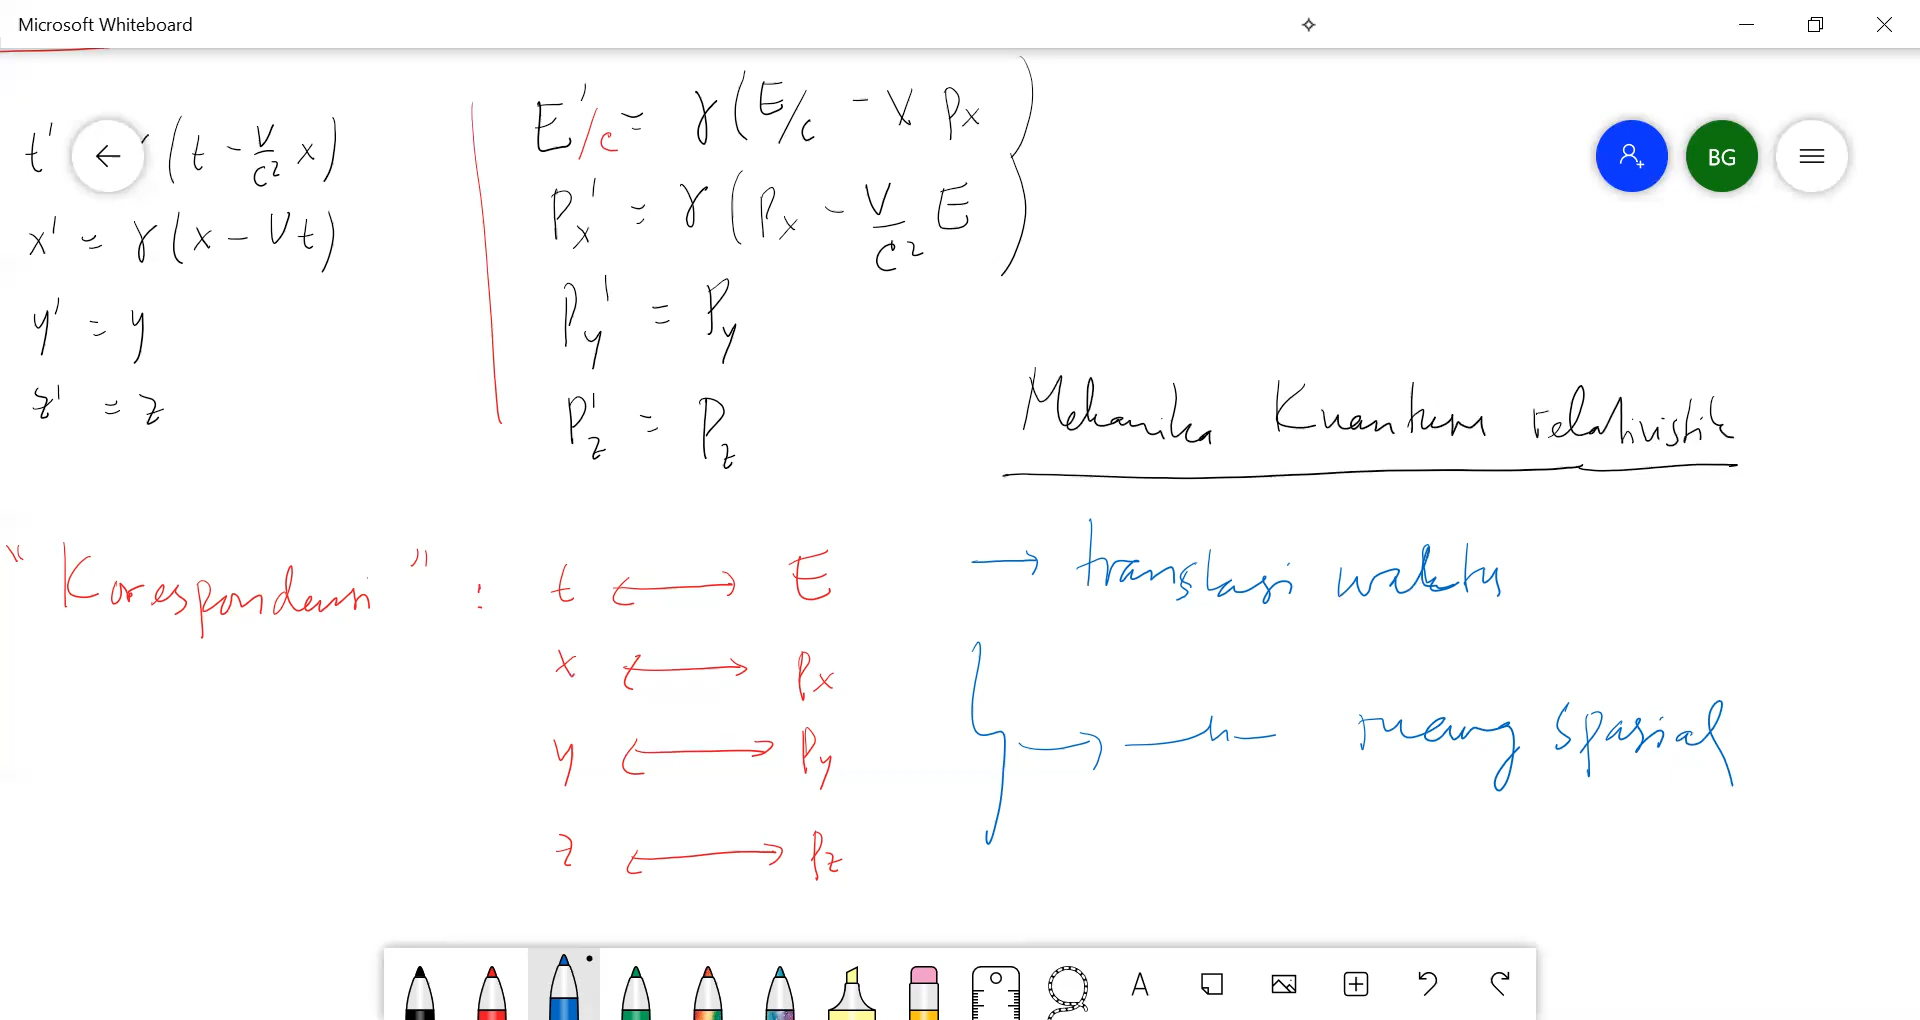 Microsoft Whiteboard
t' (t - v/c² x)
x' = γ(x - vt)
y' = y
z' = z
E'/c = γ(E/c - v Px
Px' = γ(Px - v/c² E
Py' = Py
Pz' = Pz
BG
Mekanika Kuantum relativistik
"Korespondensi" :
t ↔ E
→ translasi waktu
x ↔ Px
y ↔ Py
z ↔ Pz
} → —〃— ruang spasial
A